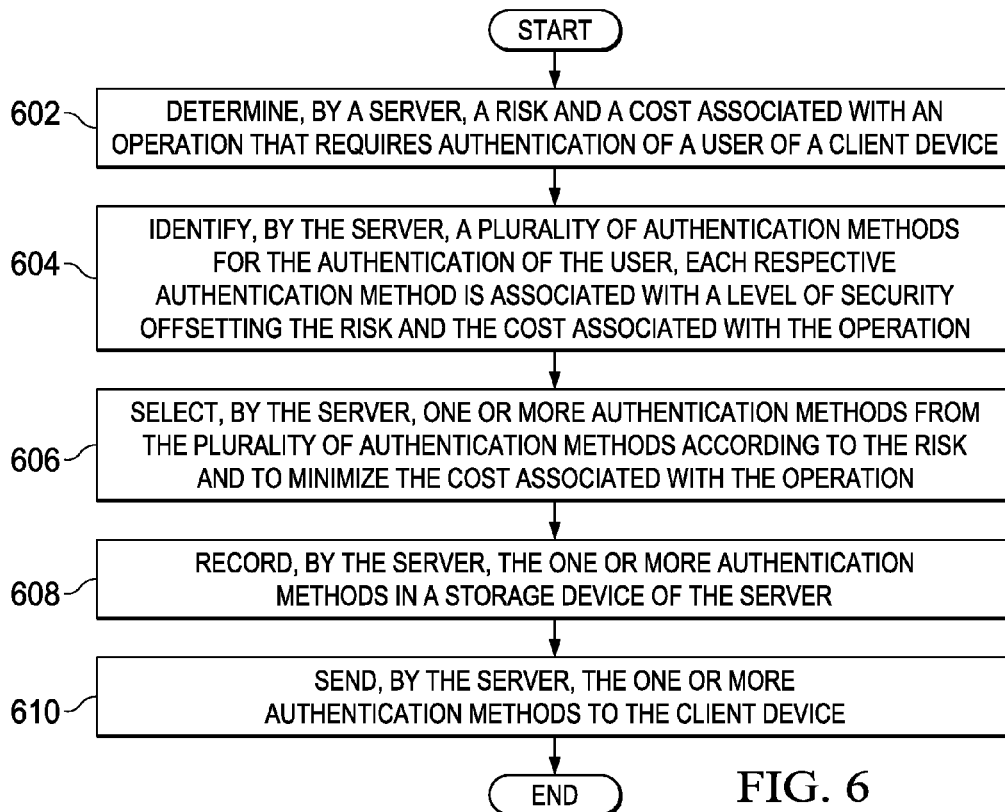 START
602
DETERMINE, BY A SERVER, A RISK AND A COST ASSOCIATED WITH AN
OPERATION THAT REQUIRES AUTHENTICATION OF A USER OF A CLIENT DEVICE
604
IDENTIFY, BY THE SERVER, A PLURALITY OF AUTHENTICATION METHODS
FOR THE AUTHENTICATION OF THE USER, EACH RESPECTIVE
AUTHENTICATION METHOD IS ASSOCIATED WITH A LEVEL OF SECURITY
OFFSETTING THE RISK AND THE COST ASSOCIATED WITH THE OPERATION
606
SELECT, BY THE SERVER, ONE OR MORE AUTHENTICATION METHODS FROM
THE PLURALITY OF AUTHENTICATION METHODS ACCORDING TO THE RISK
AND TO MINIMIZE THE COST ASSOCIATED WITH THE OPERATION
608
RECORD, BY THE SERVER, THE ONE OR MORE AUTHENTICATION
METHODS IN A STORAGE DEVICE OF THE SERVER
610
SEND, BY THE SERVER, THE ONE OR MORE
AUTHENTICATION METHODS TO THE CLIENT DEVICE
END
FIG. 6